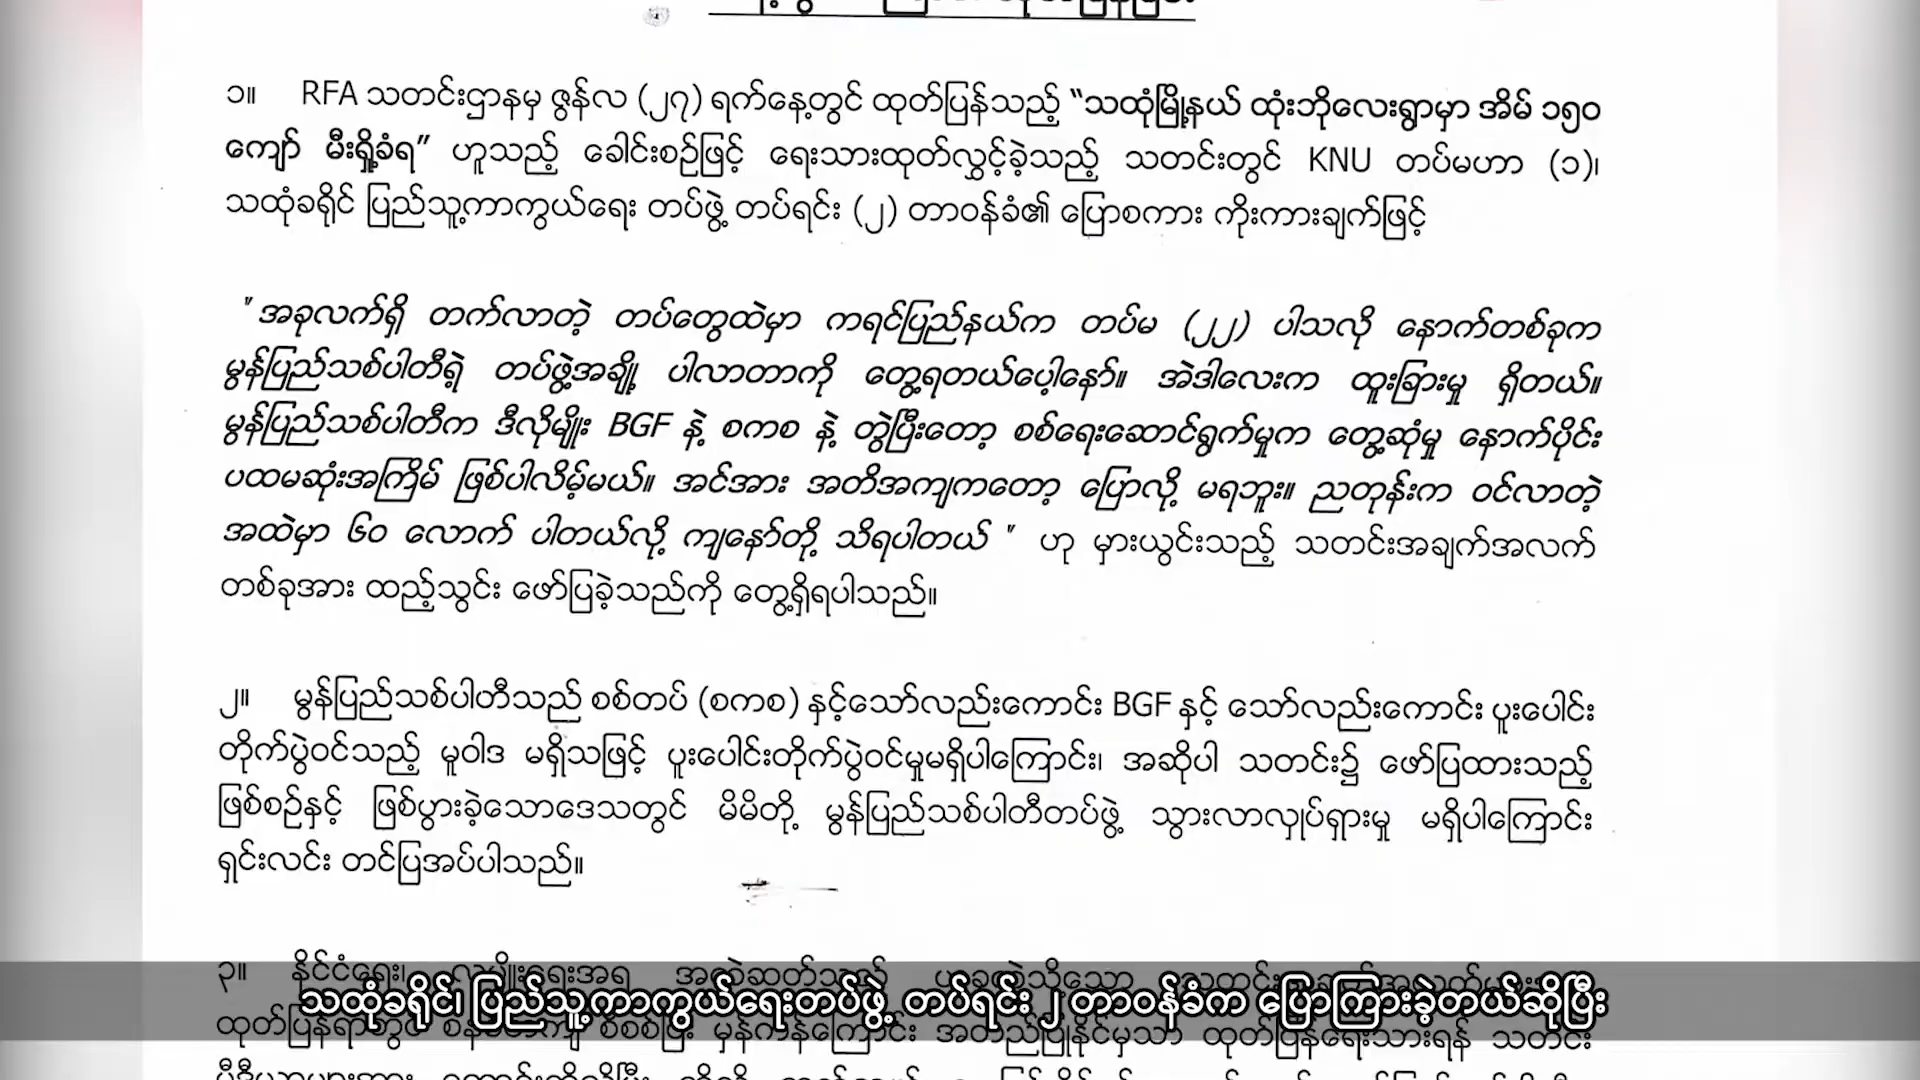 ၁။ RFA သတင်းဌာနမှ ဇွန်လ (၂၇) ရက်နေ့တွင် ထုတ်ပြန်သည့် “သထုံမြို့နယ် ထုံးဘိုလေးရွာမှာ အိမ် ၁၅၀
ကျော် မီးရှို့ခံရ” ဟူသည့် ခေါင်းစဉ်ဖြင့် ရေးသားထုတ်လွှင့်ခဲ့သည့် သတင်းတွင် KNU တပ်မဟာ (၁)၊
သထုံခရိုင် ပြည်သူ့ကာကွယ်ရေး တပ်ဖွဲ့ တပ်ရင်း (၂) တာဝန်ခံ၏ ပြောစကား ကိုးကားချက်ဖြင့်
" အခုလက်ရှိ တက်လာတဲ့ တပ်တွေထဲမှာ ကရင်ပြည်နယ်က တပ်မ (၂၂) ပါသလို နောက်တစ်ခုက
မွန်ပြည်သစ်ပါတီရဲ့ တပ်ဖွဲ့အချို့ ပါလာတာကို တွေ့ရတယ်ပေါ့နော်။ အဲဒါလေးက ထူးခြားမှု ရှိတယ်။
မွန်ပြည်သစ်ပါတီက ဒီလိုမျိုး BGF နဲ့ စကစ နဲ့ တွဲပြီးတော့ စစ်ရေးဆောင်ရွက်မှုက တွေ့ဆုံမှု နောက်ပိုင်း
ပထမဆုံးအကြိမ် ဖြစ်ပါလိမ့်မယ်။ အင်အား အတိအကျကတော့ ပြောလို့ မရဘူး။ ညတုန်းက ဝင်လာတဲ့
အထဲမှာ ၆၀ လောက် ပါတယ်လို့ ကျနော်တို့ သိရပါတယ် " ဟု မှားယွင်းသည့် သတင်းအချက်အလက်
တစ်ခုအား ထည့်သွင်း ဖော်ပြခဲ့သည်ကို တွေ့ရှိရပါသည်။
၂။ မွန်ပြည်သစ်ပါတီသည် စစ်တပ် (စကစ) နှင့်သော်လည်းကောင်း BGF နှင့် သော်လည်းကောင်း ပူးပေါင်း
တိုက်ပွဲဝင်သည့် မူဝါဒ မရှိသဖြင့် ပူးပေါင်းတိုက်ပွဲဝင်မှုမရှိပါကြောင်း၊ အဆိုပါ သတင်း၌ ဖော်ပြထားသည့်
ဖြစ်စဉ်နှင့် ဖြစ်ပွားခဲ့သောဒေသတွင် မိမိတို့ မွန်ပြည်သစ်ပါတီတပ်ဖွဲ့ သွားလာလှုပ်ရှားမှု မရှိပါကြောင်း
ရှင်းလင်း တင်ပြအပ်ပါသည်။
၃။ နိုင်ငံရေး၊
သထုံခရိုင်၊ ပြည်သူ့ကာကွယ်ရေးတပ်ဖွဲ့ တပ်ရင်း ၂ တာဝန်ခံက ပြောကြားခဲ့တယ်ဆိုပြီး
ထုတ်ပြန်ရေးသားရန် သတင်း